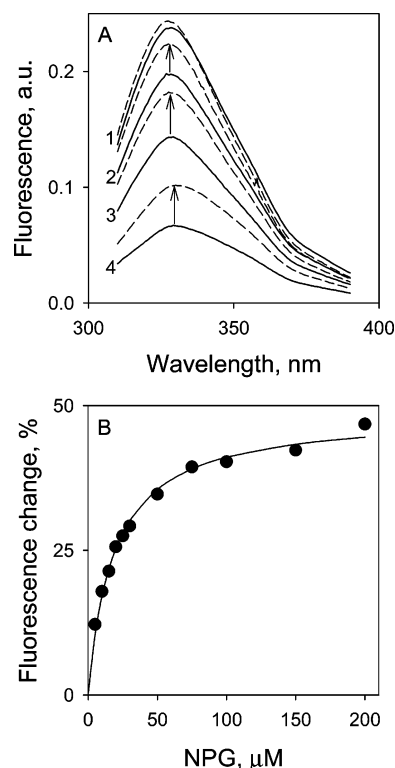 A
0.2
1
2
0.1
3
4
0.0
300 350 400
Fluorescence, a.u.
Wavelength, nm
50
B
25
0
0 50 100 150 200
Fluorescence change, %
NPG, μM